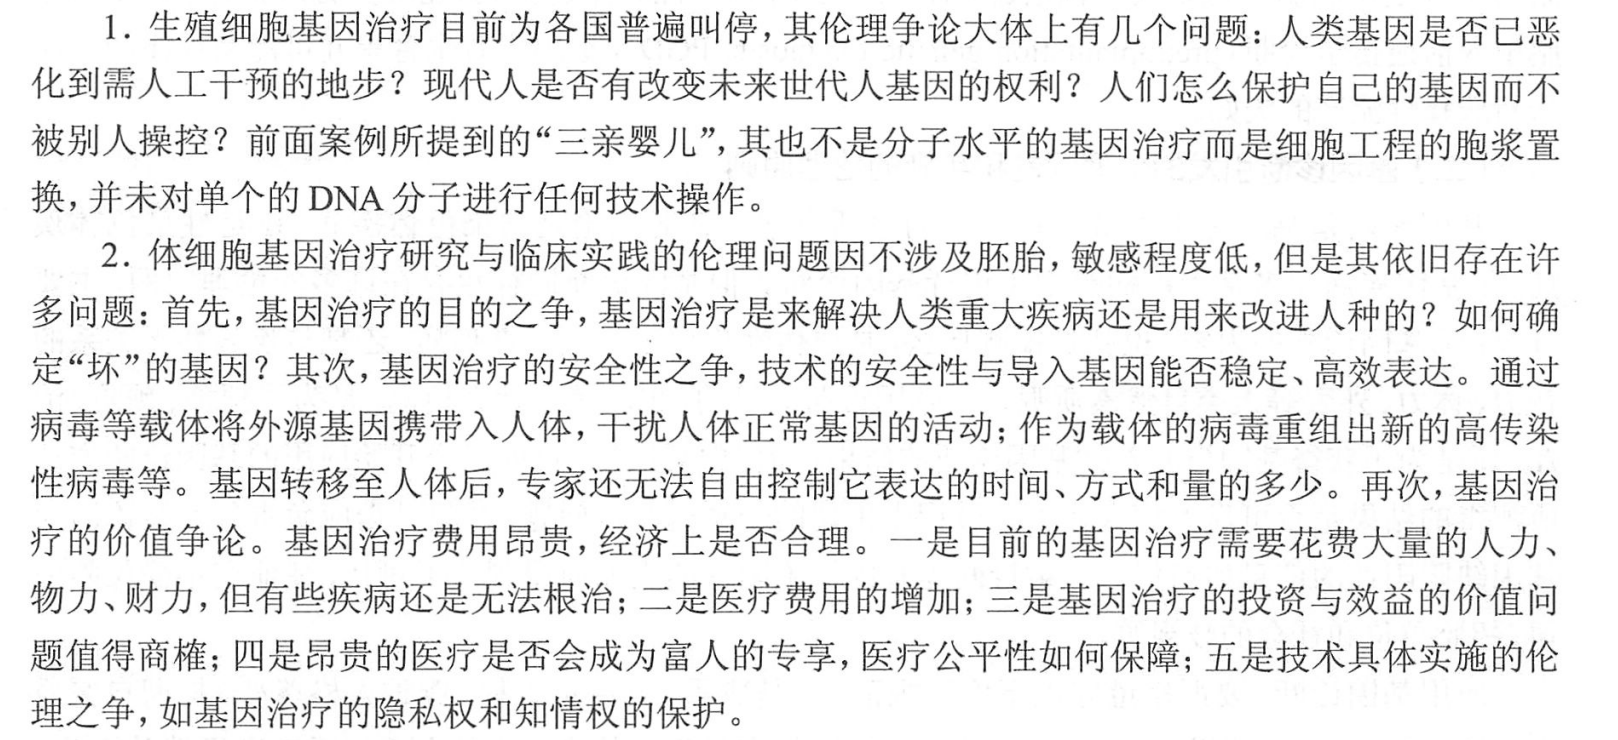 1. 生殖细胞基因治疗目前为各国普遍叫停，其伦理争论大体上有几个问题：人类基因是否已恶
化到需人工干预的地步？现代人是否有改变未来世代人基因的权利？人们怎么保护自己的基因而不
被别人操控？前面案例所提到的“三亲婴儿”，其也不是分子水平的基因治疗而是细胞工程的胞浆置
换，并未对单个的 DNA 分子进行任何技术操作。
2. 体细胞基因治疗研究与临床实践的伦理问题因不涉及胚胎，敏感程度低，但是其依旧存在许
多问题：首先，基因治疗的目的之争，基因治疗是来解决人类重大疾病还是用来改进人种的？如何确
定“坏”的基因？其次，基因治疗的安全性之争，技术的安全性与导入基因能否稳定、高效表达。通过
病毒等载体将外源基因携带入人体，干扰人体正常基因的活动；作为载体的病毒重组出新的高传染
性病毒等。基因转移至人体后，专家还无法自由控制它表达的时间、方式和量的多少。再次，基因治
疗的价值争论。基因治疗费用昂贵，经济上是否合理。一是目前的基因治疗需要花费大量的人力、
物力、财力，但有些疾病还是无法根治；二是医疗费用的增加；三是基因治疗的投资与效益的价值问
题值得商榷；四是昂贵的医疗是否会成为富人的专享，医疗公平性如何保障；五是技术具体实施的伦
理之争，如基因治疗的隐私权和知情权的保护。